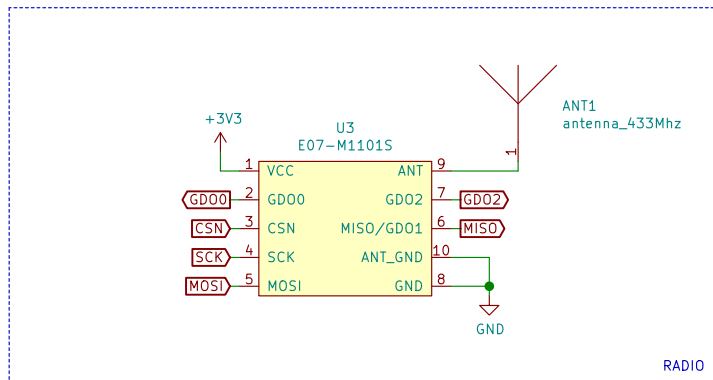 +3V3
U3
E07-M1101S
ANT1
antenna_433Mhz
1
1 VCC ANT 9
GDO0 2 GDO0 GDO2 7 GDO2
CSN 3 CSN MISO/GDO1 6 MISO
SCK 4 SCK ANT_GND 10
MOSI 5 MOSI GND 8
GND
RADIO